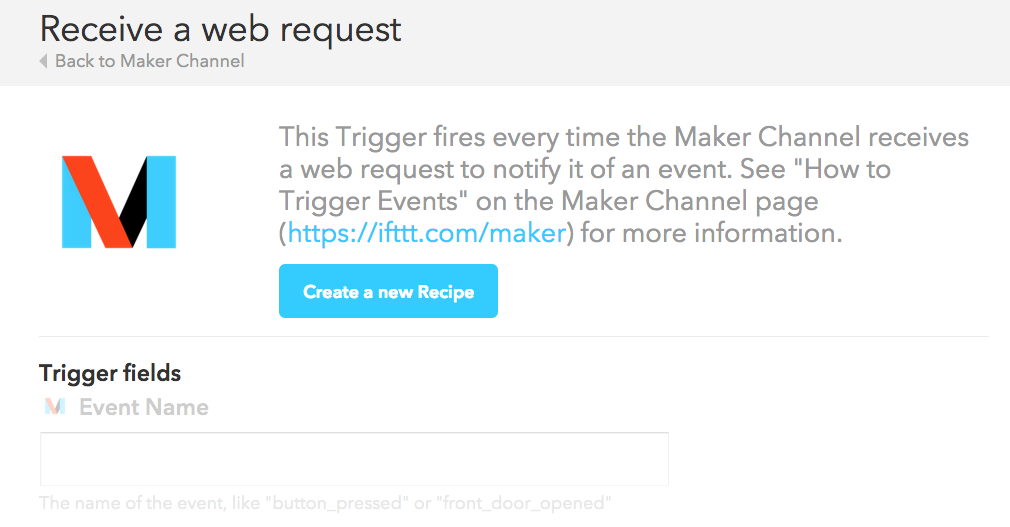 Receive a web request
Back to Maker Channel
This Trigger fires every time the Maker Channel receives
a web request to notify it of an event. See "How to
Trigger Events" on the Maker Channel page
(https://ifttt.com/maker) for more information.
Create a new Recipe
Trigger fields
Event Name
The name of the event, like "button_pressed" or "front_door_opened"